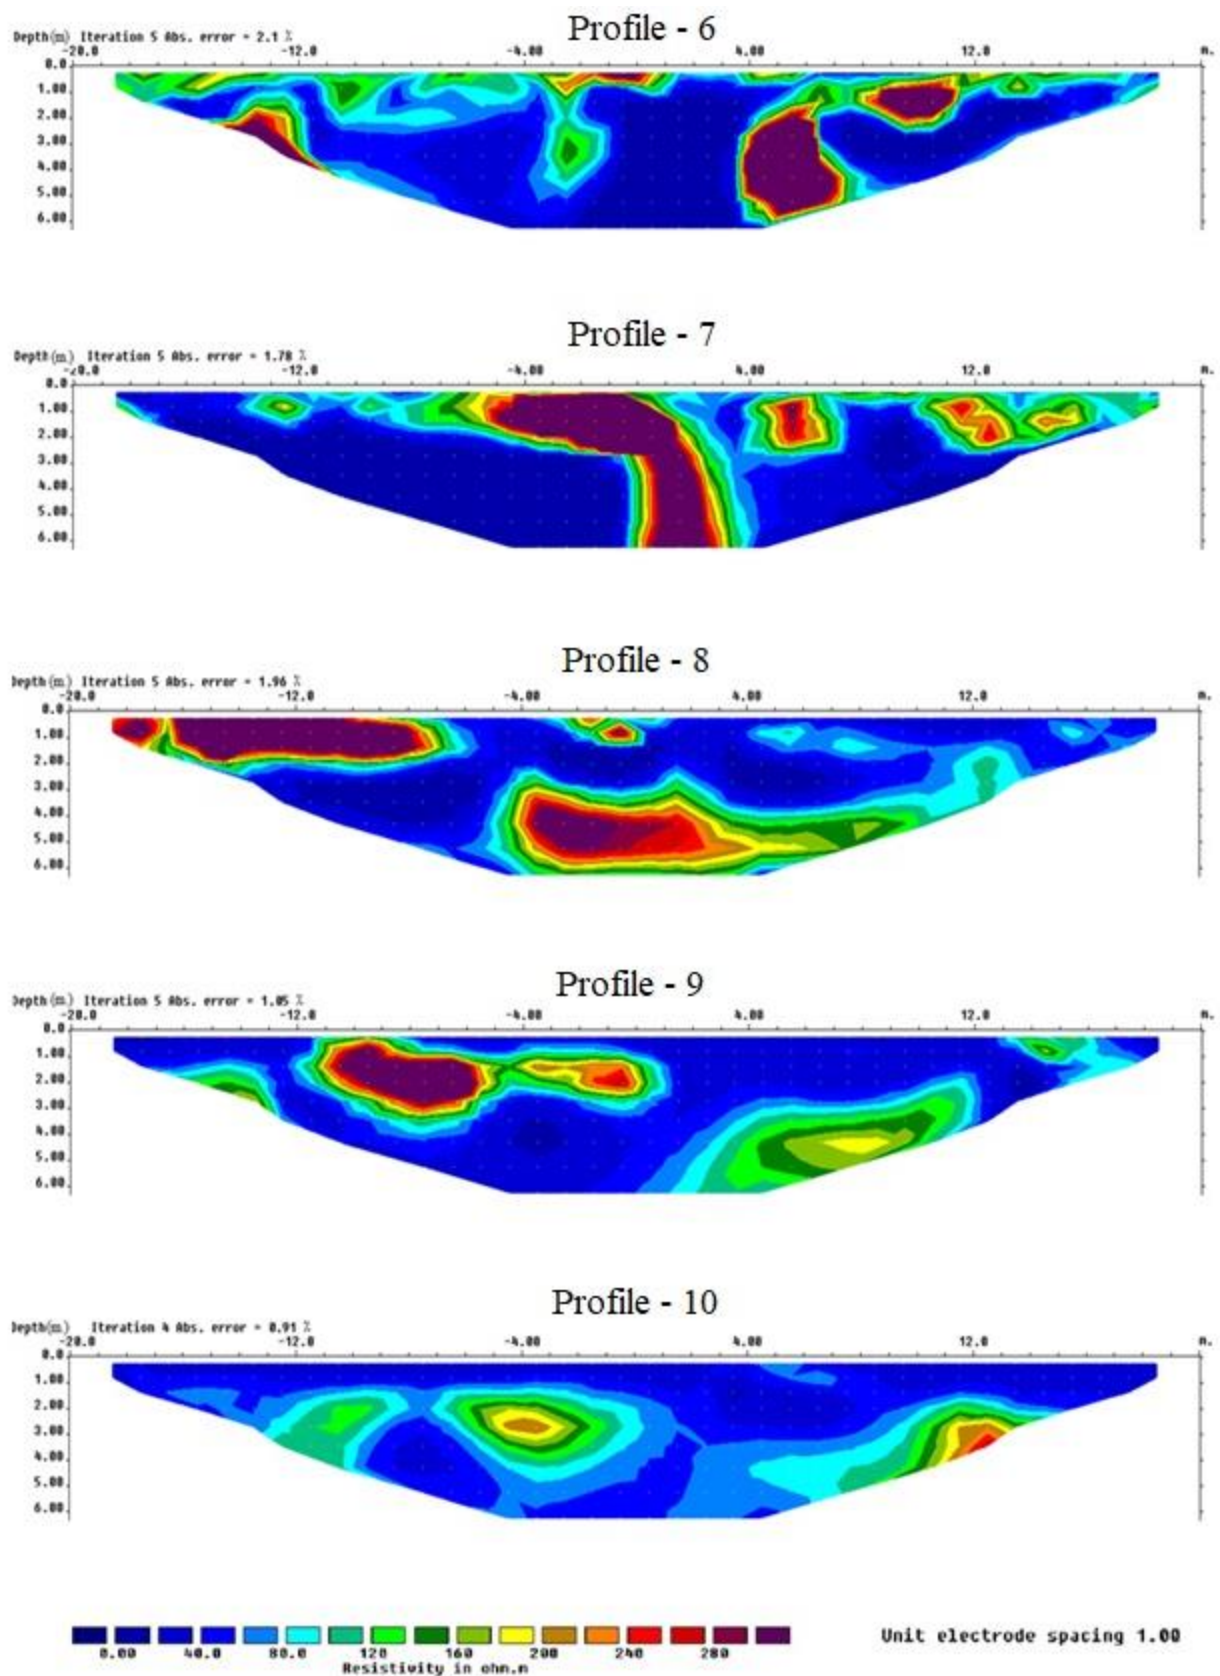 Profile - 6
Depth(m) Iteration 5 Abs. error = 2.1 %
-20.0 -12.0 -4.00 4.00 12.0 m.
0.0
1.00
2.00
3.00
4.00
5.00
6.00
Profile - 7
Depth(m) Iteration 5 Abs. error = 1.78 %
-20.0 -12.0 -4.00 4.00 12.0 m.
0.0
1.00
2.00
3.00
4.00
5.00
6.00
Profile - 8
Depth(m) Iteration 5 Abs. error = 1.96 %
-20.0 -12.0 -4.00 4.00 12.0 m.
0.0
1.00
2.00
3.00
4.00
5.00
6.00
Profile - 9
Depth(m) Iteration 5 Abs. error = 1.05 %
-20.0 -12.0 -4.00 4.00 12.0 m.
0.0
1.00
2.00
3.00
4.00
5.00
6.00
Profile - 10
Depth(m) Iteration 4 Abs. error = 0.91 %
-20.0 -12.0 -4.00 4.00 12.0 m.
0.0
1.00
2.00
3.00
4.00
5.00
6.00
0.00 40.0 80.0 120 160 200 240 280
Resistivity in ohm.m
Unit electrode spacing 1.00